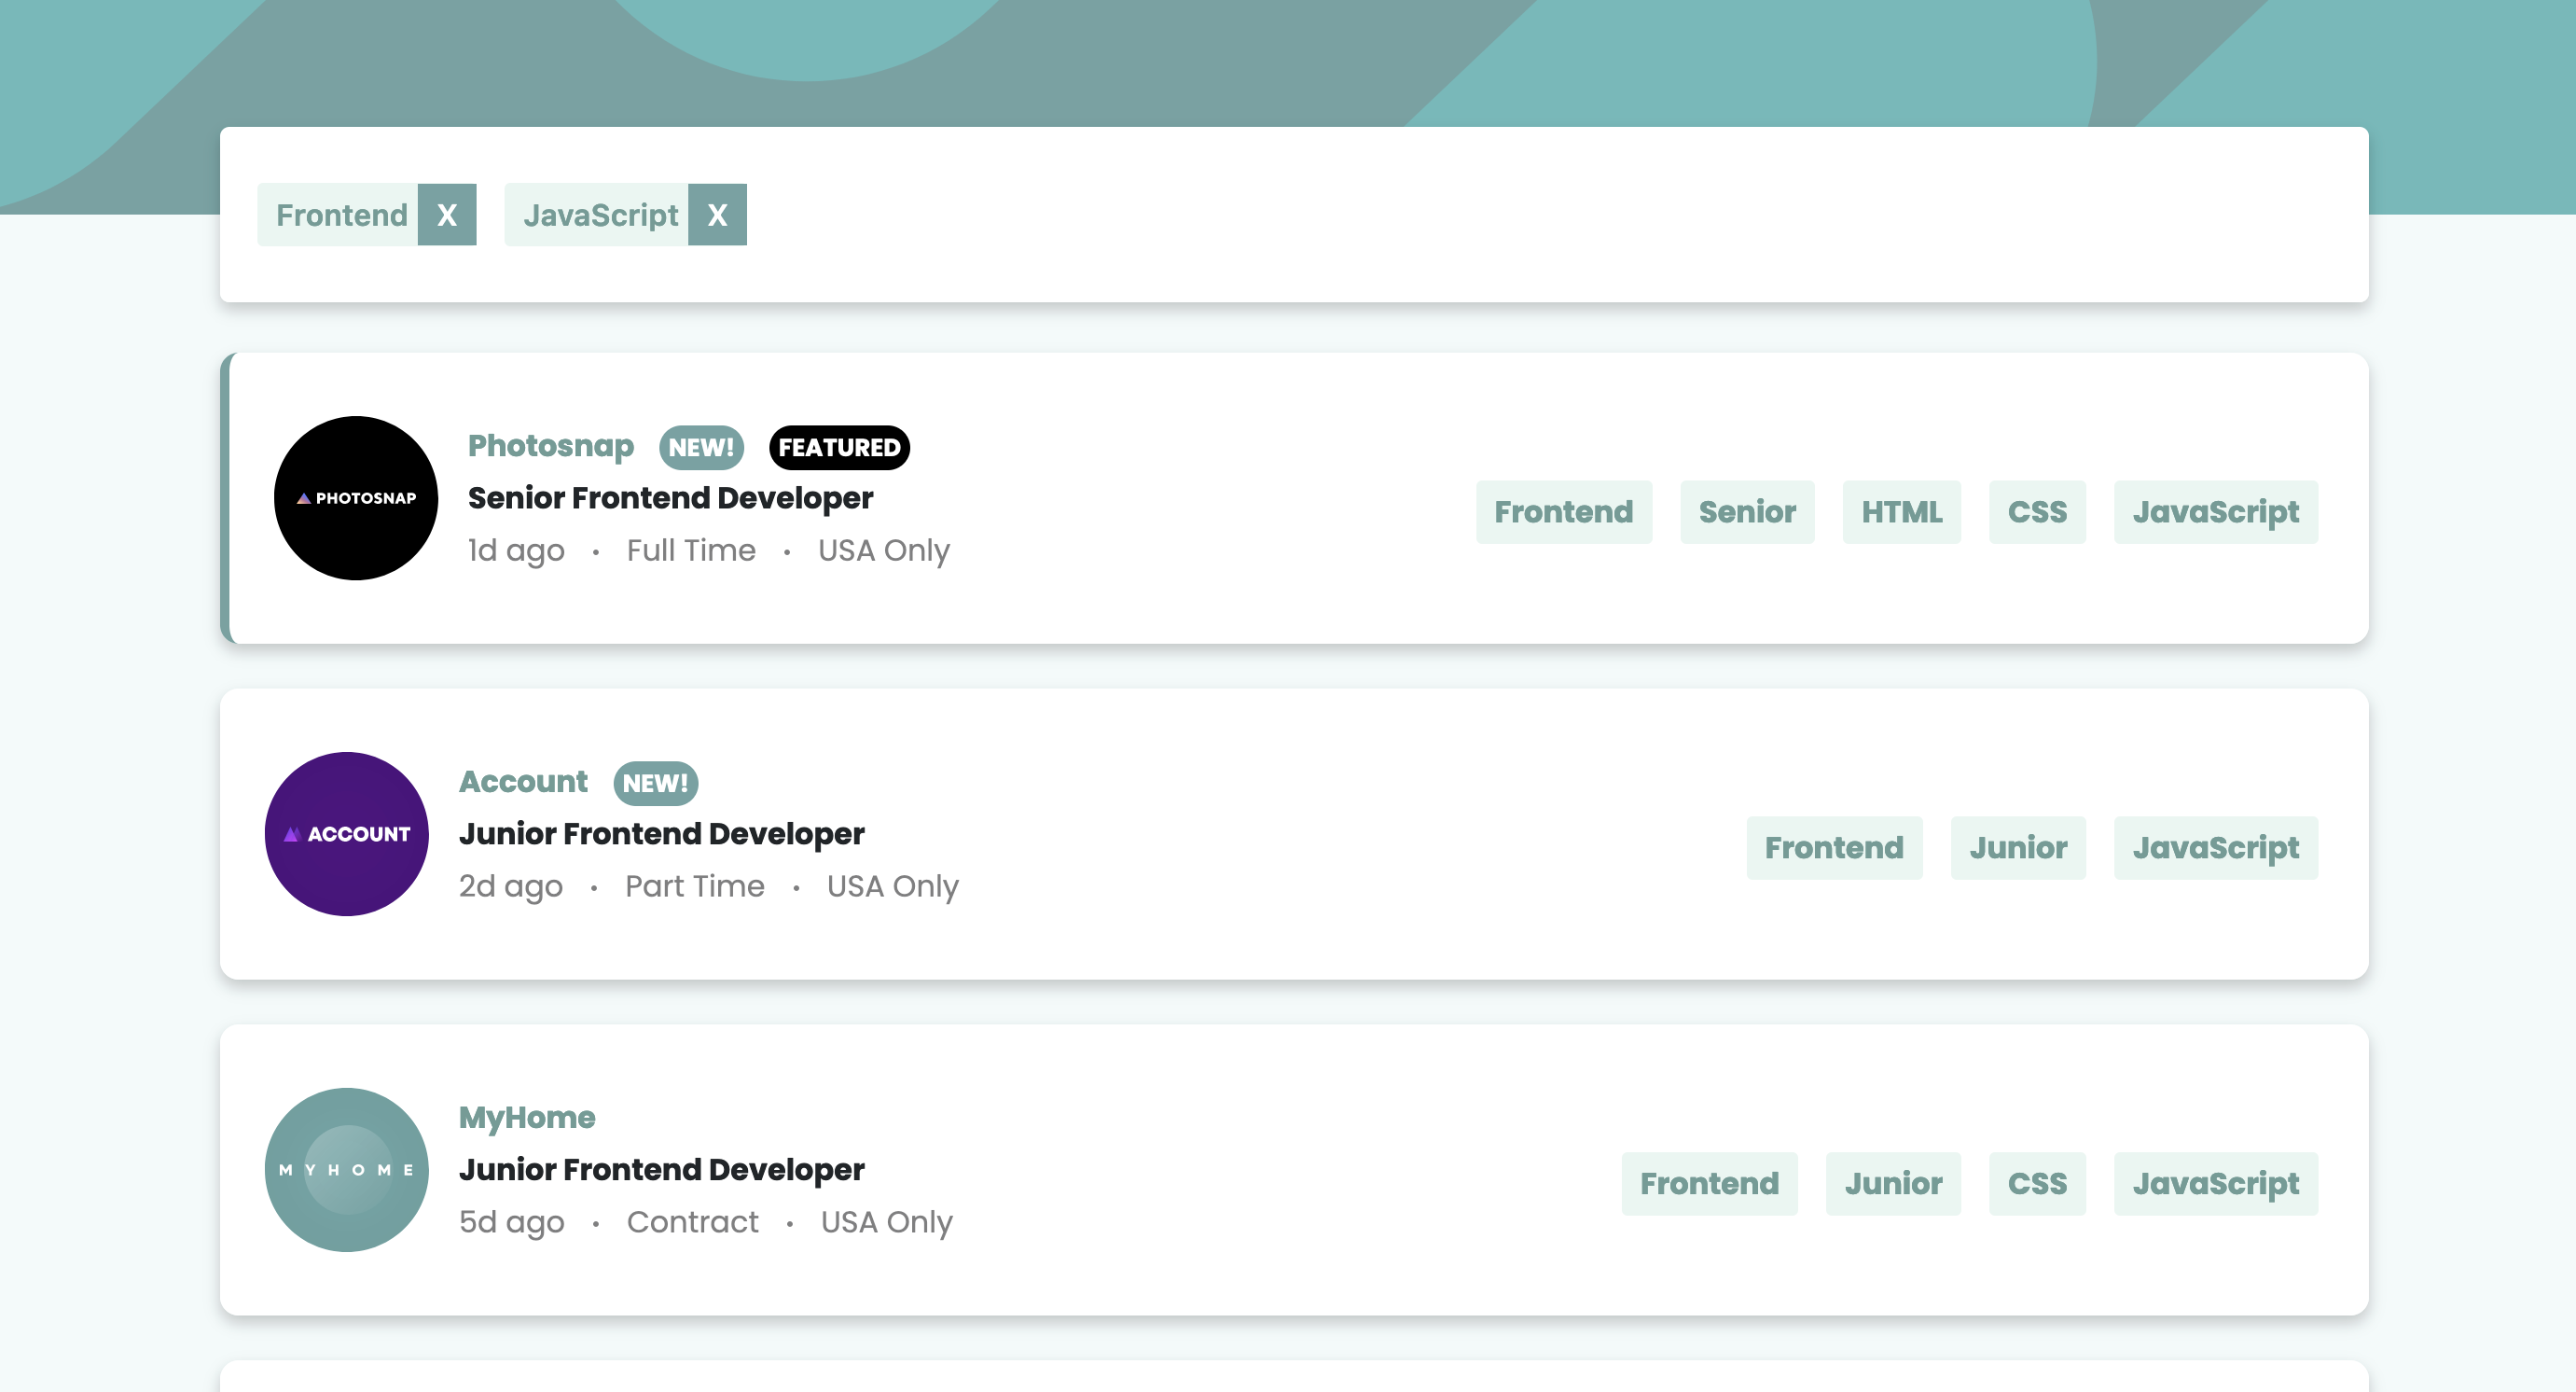 Frontend X JavaScript X
Photosnap NEW! FEATURED
PHOTOSNAP
Senior Frontend Developer
Frontend Senior HTML CSS JavaScript
1d ago • Full Time • USA Only
Account NEW!
ACCOUNT
Junior Frontend Developer
Frontend Junior JavaScript
2d ago • Part Time • USA Only
MyHome
MYHOME
Junior Frontend Developer
Frontend Junior CSS JavaScript
5d ago • Contract • USA Only